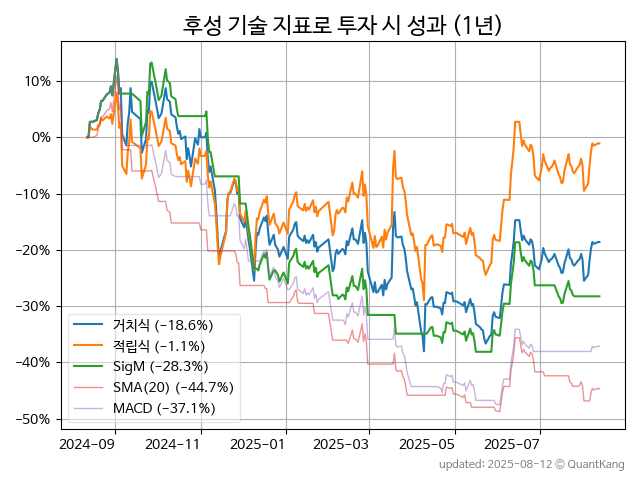 후성 기술 지표로 투자 시 성과 (1년)
10%
0%
−10%
−20%
−30%
−40%
−50%
거치식 (−18.6%)
적립식 (−1.1%)
SigM (−28.3%)
SMA(20) (−44.7%)
MACD (−37.1%)
2024-09
2024-11
2025-01
2025-03
2025-05
2025-07
updated: 2025-08-12 © QuantKang